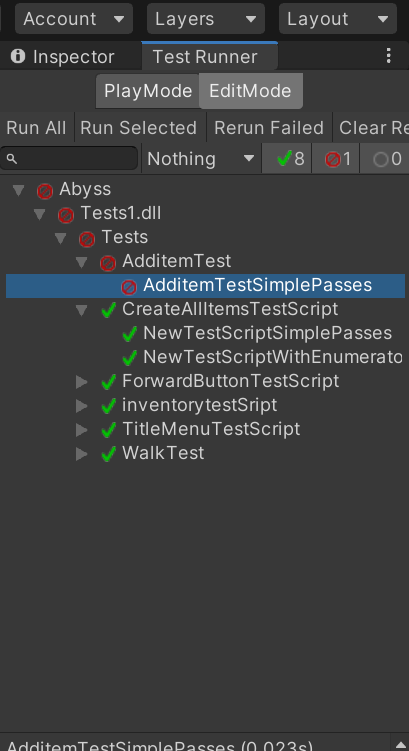 Account Layers Layout
Inspector Test Runner
PlayMode EditMode
Run All Run Selected Rerun Failed Clear Re
Nothing 8 1 0
Abyss
Tests1.dll
Tests
AdditemTest
AdditemTestSimplePasses
CreateAllItemsTestScript
NewTestScriptSimplePasses
NewTestScriptWithEnumerato
ForwardButtonTestScript
inventorytestSript
TitleMenuTestScript
WalkTest
AdditemTestSimplePasses (0.023s)